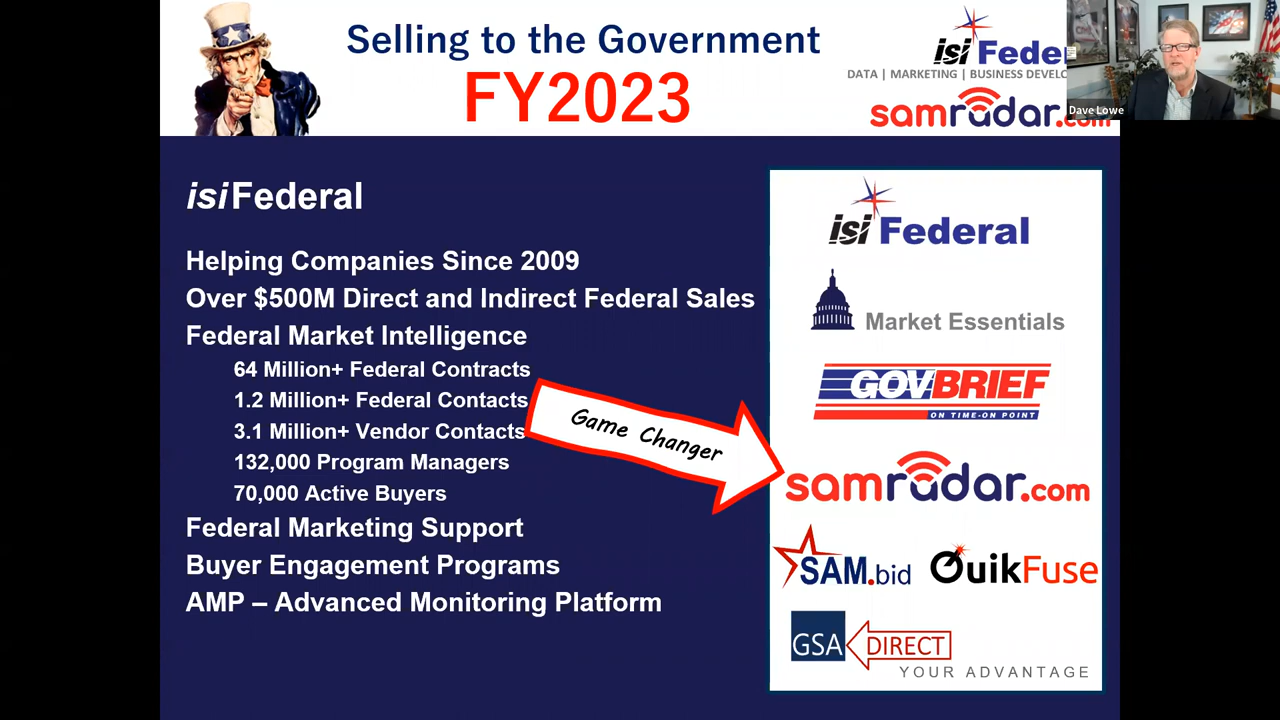 Selling to the Government
FY2023
isi Feder
DATA | MARKETING | BUSINESS DEVELO
samradar.com
Dave Lowe
isiFederal
Helping Companies Since 2009
Over $500M Direct and Indirect Federal Sales
Federal Market Intelligence
64 Million+ Federal Contracts
1.2 Million+ Federal Contacts
3.1 Million+ Vendor Contacts
132,000 Program Managers
70,000 Active Buyers
Federal Marketing Support
Buyer Engagement Programs
AMP – Advanced Monitoring Platform
Game Changer
isi Federal
Market Essentials
GOVBRIEF
ON TIME-ON POINT
samradar.com
SAM.bid
QuikFuse
GSA DIRECT
YOUR ADVANTAGE